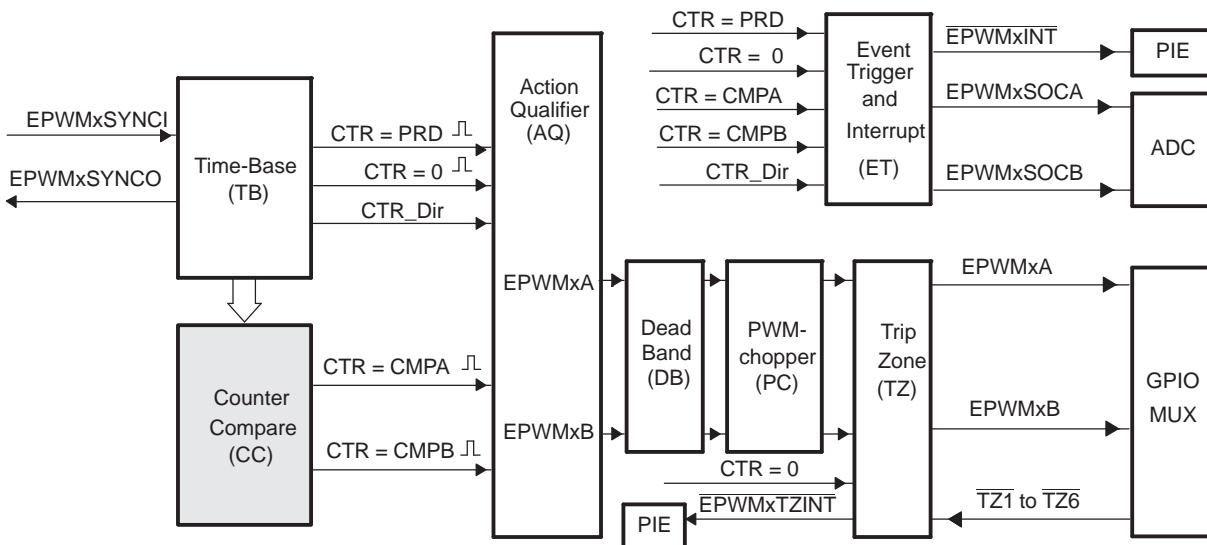 EPWMxSYNCI
EPWMxSYNCO
Time-Base
(TB)
CTR = PRD
CTR = 0
CTR_Dir
Counter
Compare
(CC)
CTR = CMPA
CTR = CMPB
Action
Qualifier
(AQ)
EPWMxA
EPWMxB
CTR = PRD
CTR = 0
CTR = CMPA
CTR = CMPB
CTR_Dir
Event
Trigger
and
Interrupt
(ET)
EPWMxINT
EPWMxSOCA
EPWMxSOCB
PIE
ADC
Dead
Band
(DB)
PWM-
chopper
(PC)
CTR = 0
EPWMxTZINT
PIE
Trip
Zone
(TZ)
EPWMxA
EPWMxB
TZ1 to TZ6
GPIO
MUX